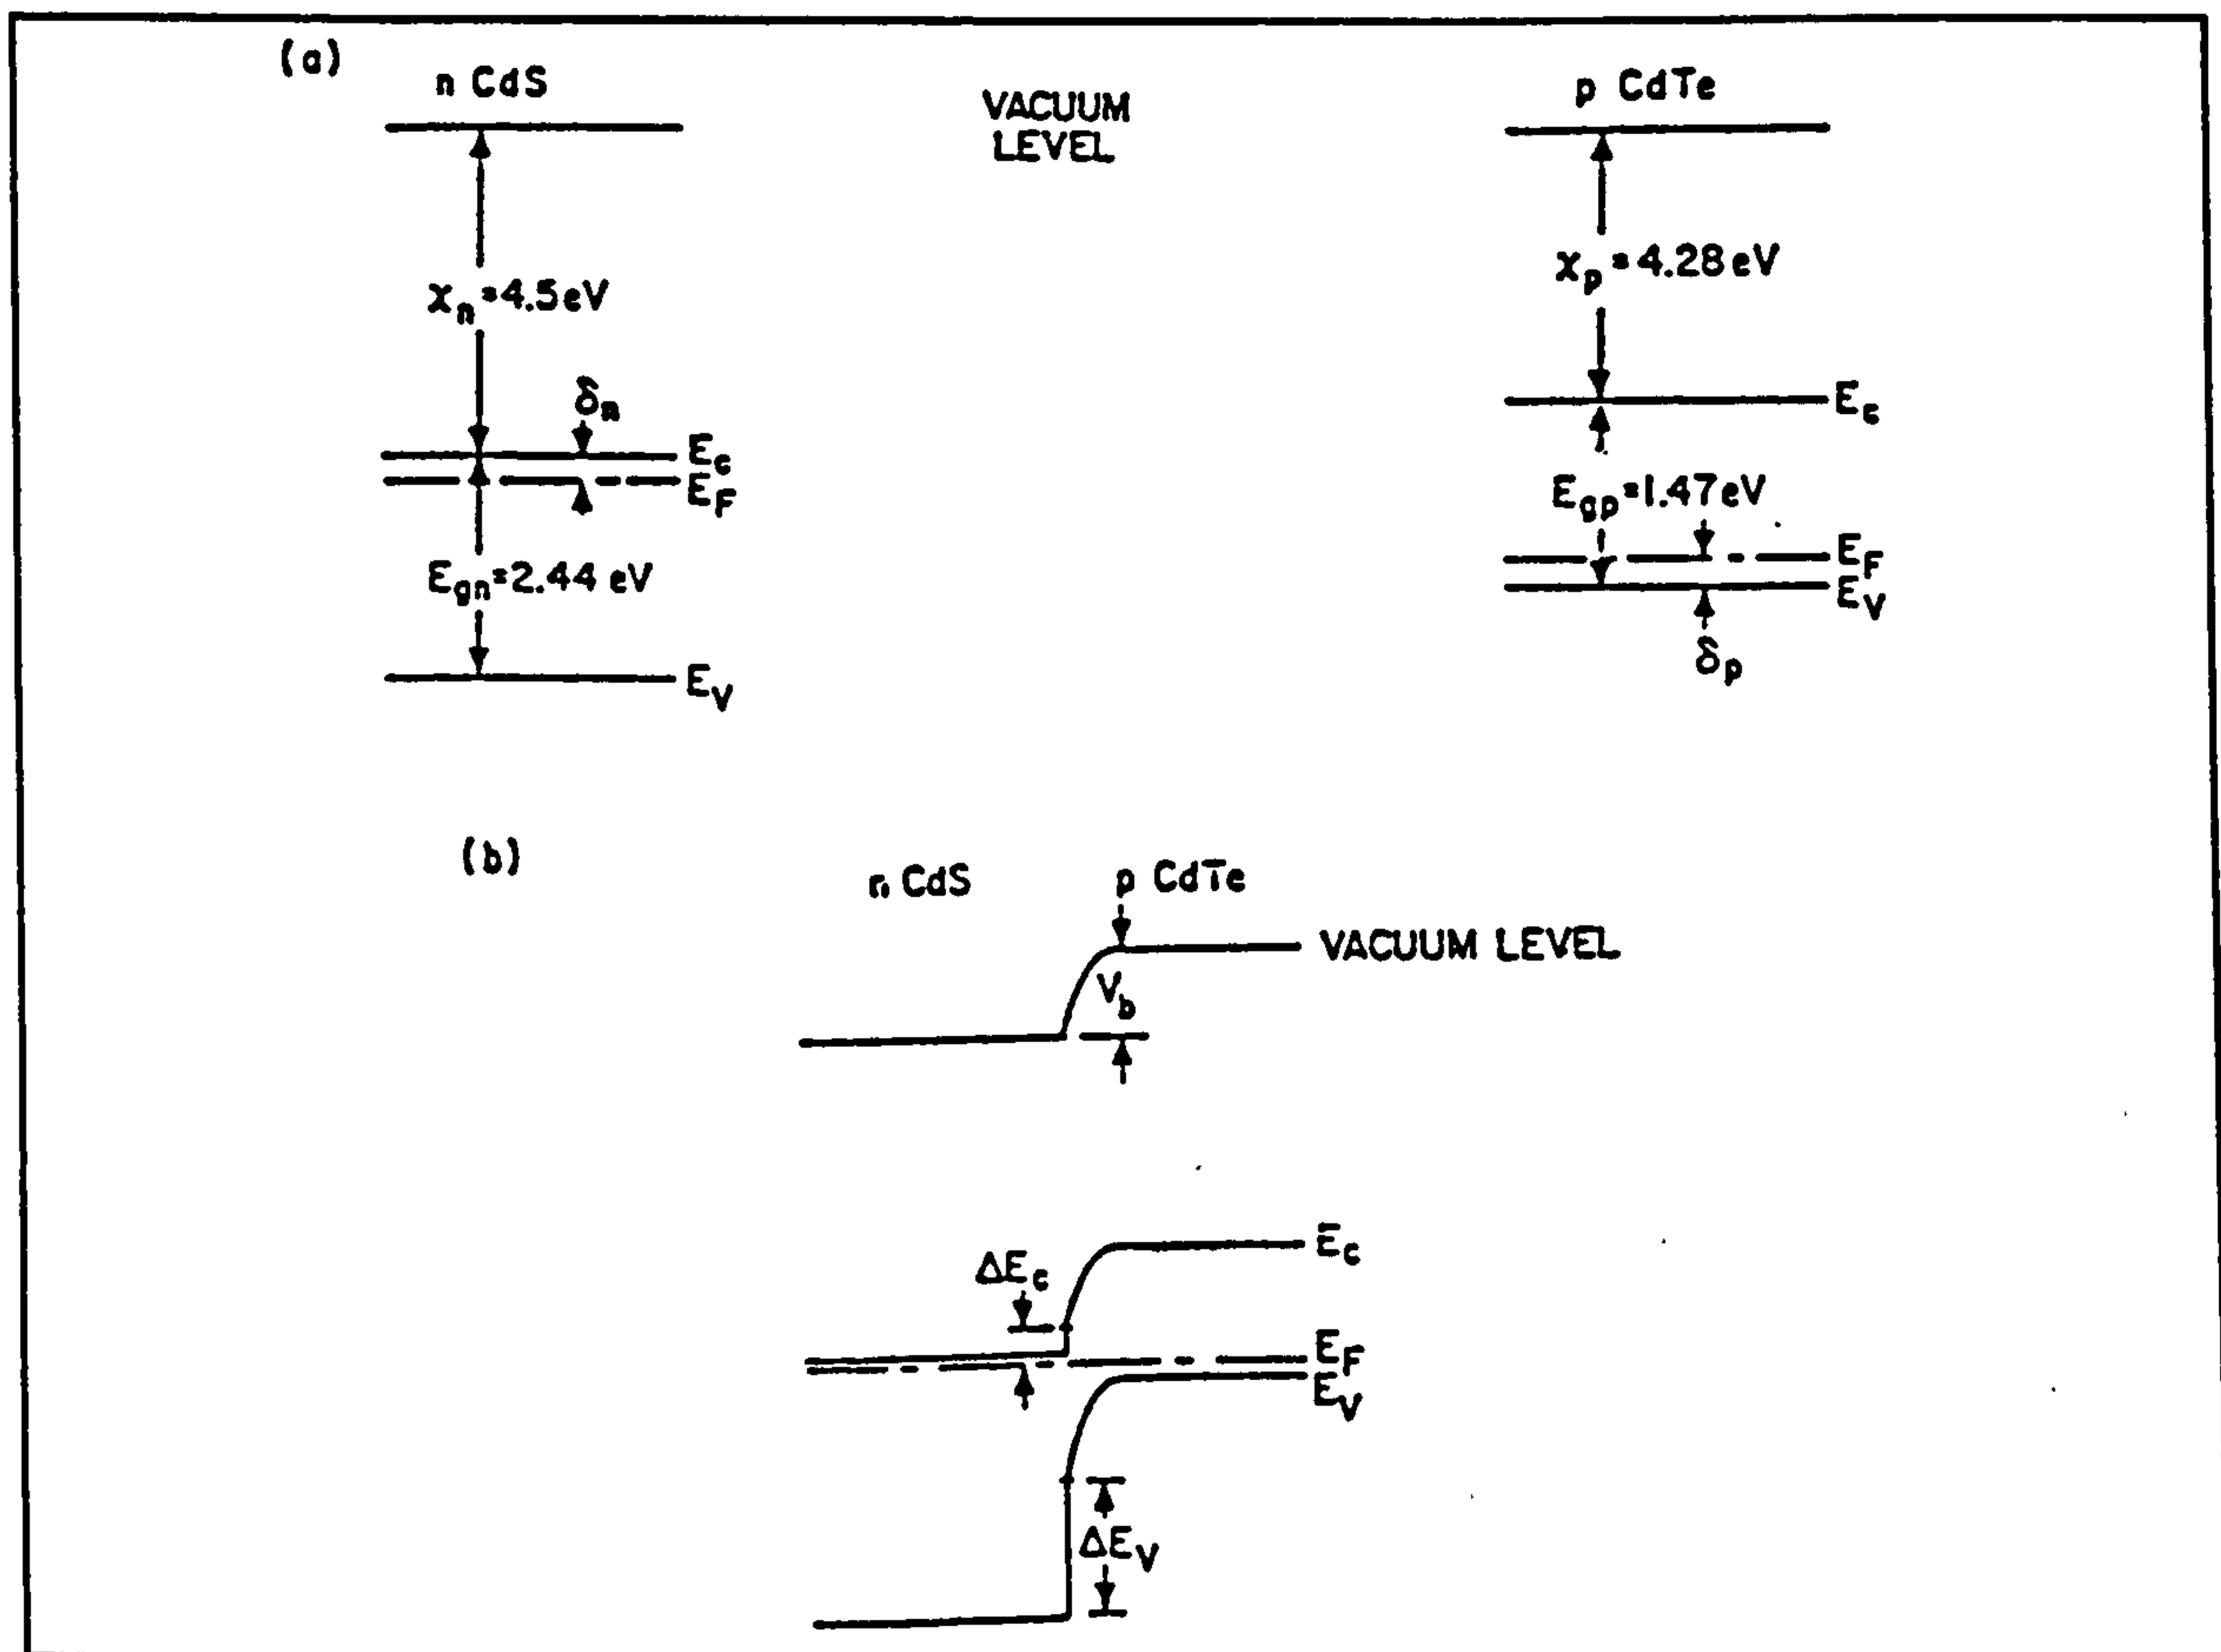 (a)
n CdS
VACUUM
LEVEL
p CdTe
χn=4.5eV
δn
Ec
EF
Egn=2.44 eV
EV
χp=4.28eV
Ec
Egp=1.47eV
EF
EV
δp
(b)
n CdS
p CdTe
VACUUM LEVEL
Vb
Ec
ΔEc
EF
EV
ΔEV